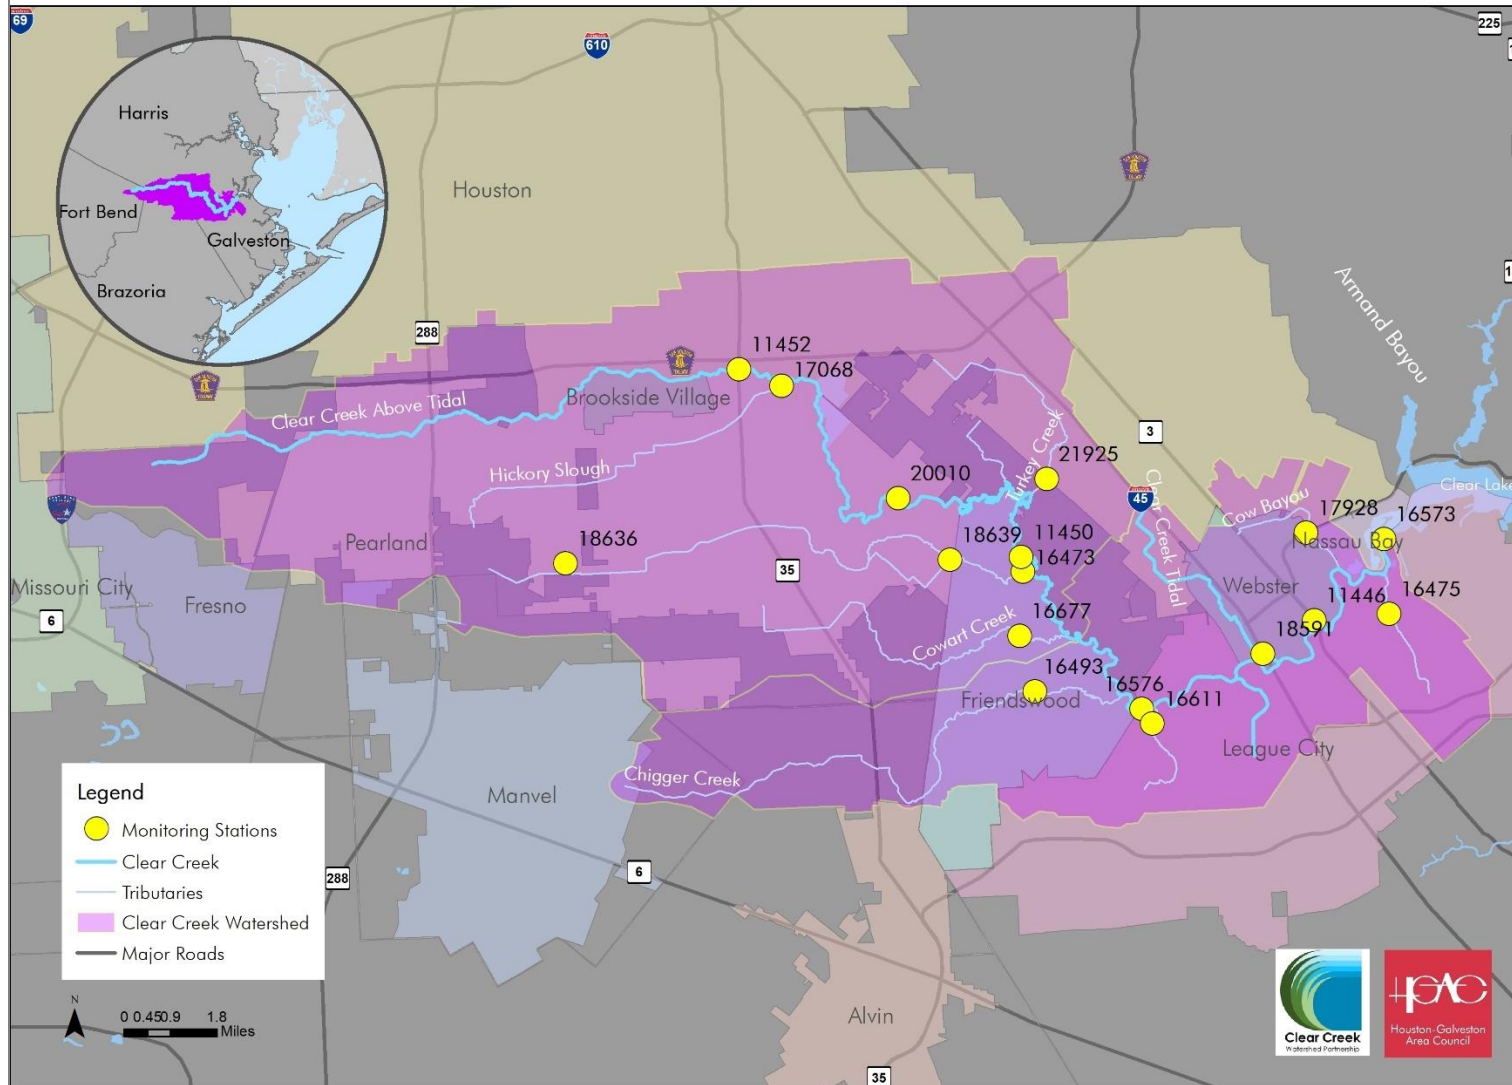 69
610
225
Harris
Fort Bend
Galveston
Brazoria
Houston
Armand Bayou
288
11452
17068
Brookside Village
Clear Creek Above Tidal
Hickory Slough
Turkey Creek
21925
3
45
Clear Creek Tidal
Clear Lake
20010
Cow Bayou
17928
16573
Nassau Bay
Pearland
18636
18639
11450
16473
35
Webster
Missouri City
Fresno
6
16677
Cowart Creek
11446
16475
18591
16493
Friendswood
16576
16611
League City
Chigger Creek
Manvel
Legend
Monitoring Stations
Clear Creek
Tributaries
Clear Creek Watershed
Major Roads
288
6
N
0 0.45 0.9 1.8
Miles
Alvin
35
Clear Creek
Watershed Partnership
HGAC
Houston-Galveston
Area Council